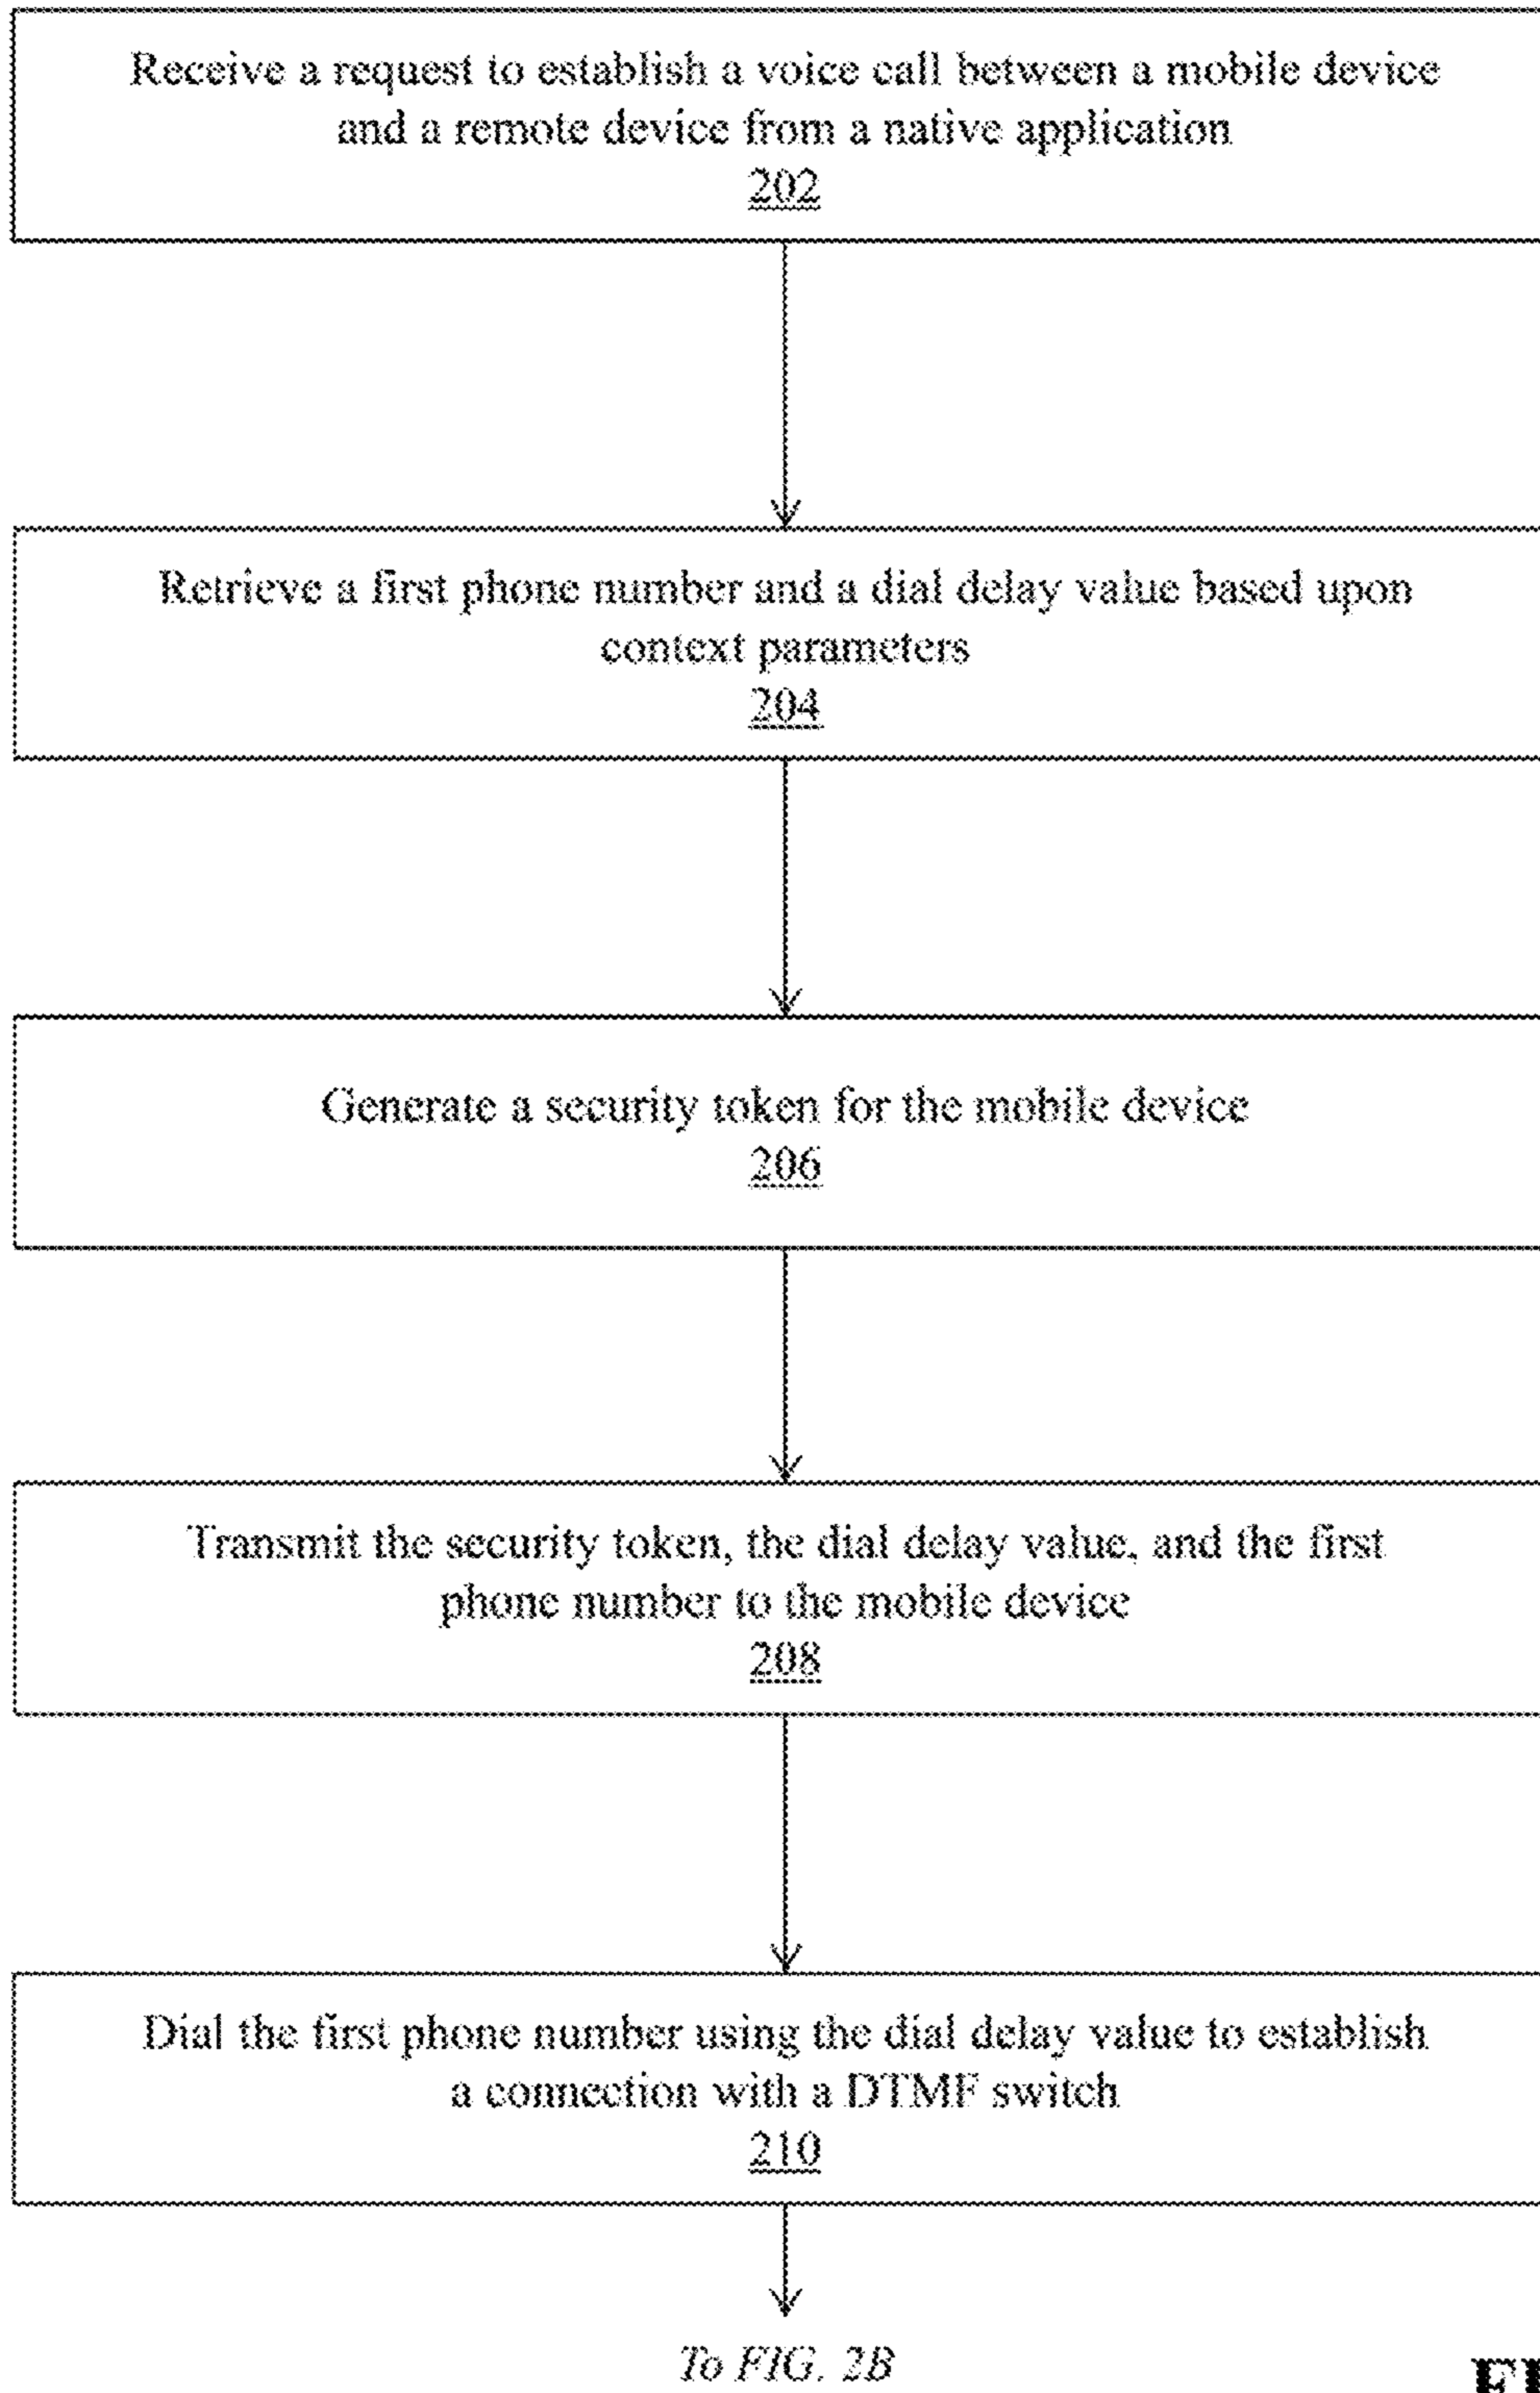 Receive a request to establish a voice call between a mobile device
and a remote device from a native application
202
Retrieve a first phone number and a dial delay value based upon
context parameters
204
Generate a security token for the mobile device
206
Transmit the security token, the dial delay value, and the first
phone number to the mobile device
208
Dial the first phone number using the dial delay value to establish
a connection with a DTMF switch
210
To FIG. 2B